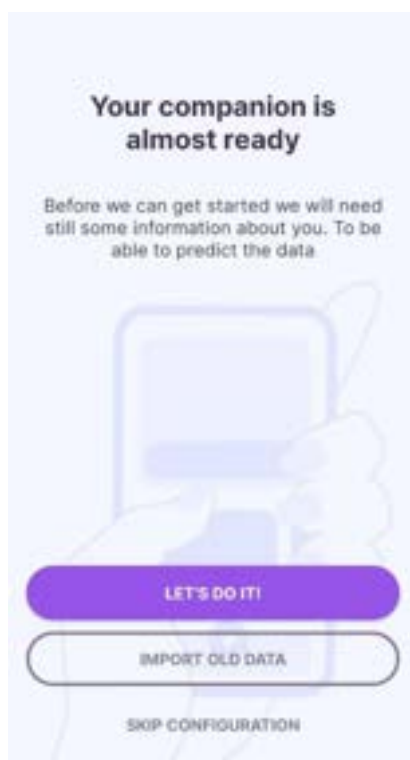 Your companion is
almost ready
Before we can get started we will need
still some information about you. To be
able to predict the data
LET'S DO IT!
IMPORT OLD DATA
SKIP CONFIGURATION